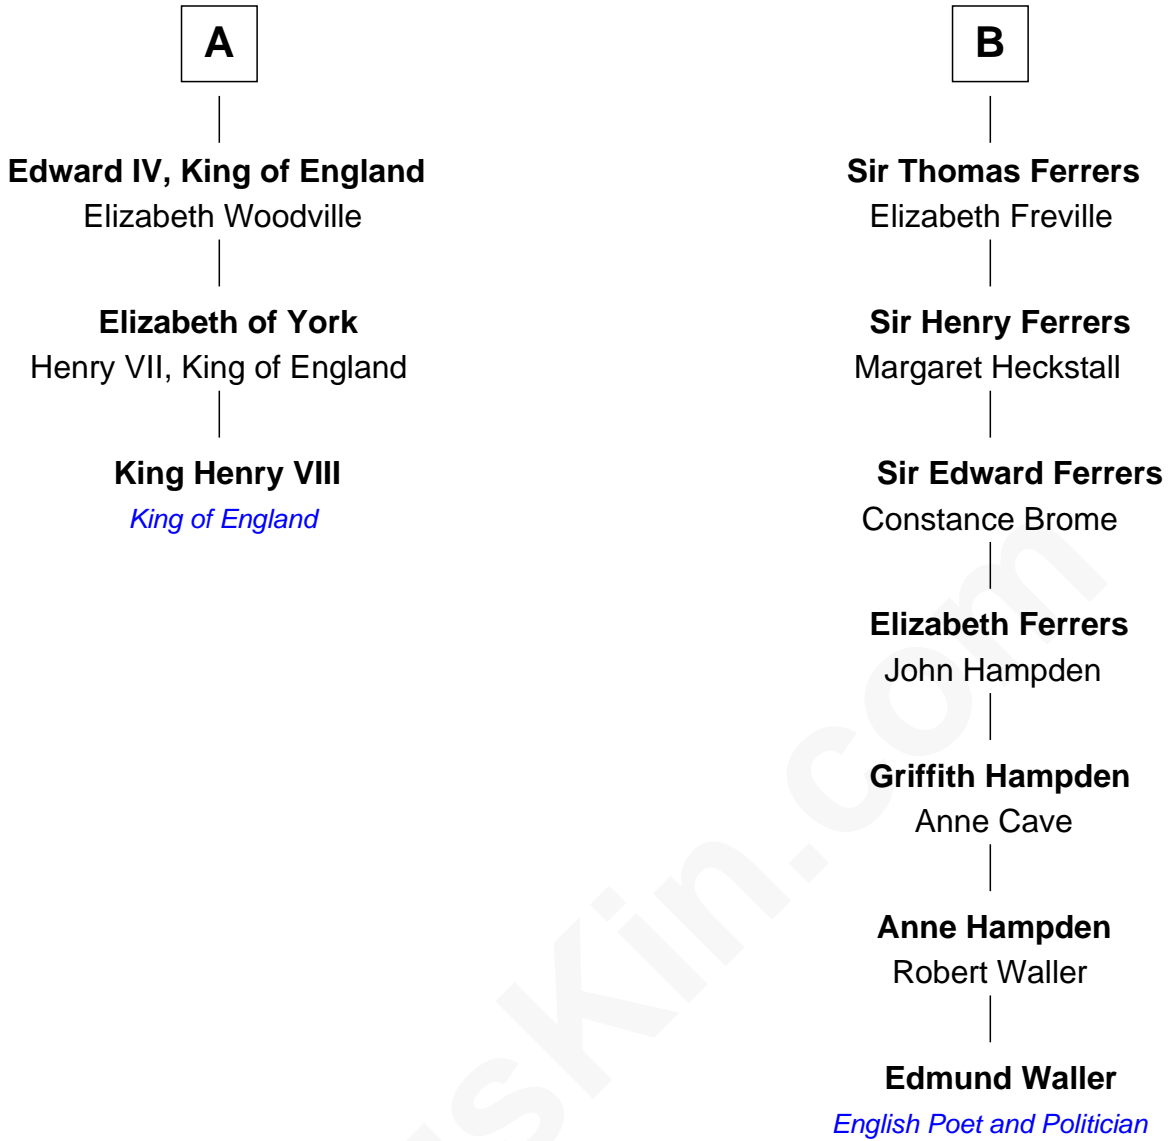 A
Edward IV, King of England
Elizabeth Woodville
Elizabeth of York
Henry VII, King of England
King Henry VIII
King of England
B
Sir Thomas Ferrers
Elizabeth Freville
Sir Henry Ferrers
Margaret Heckstall
Sir Edward Ferrers
Constance Brome
Elizabeth Ferrers
John Hampden
Griffith Hampden
Anne Cave
Anne Hampden
Robert Waller
Edmund Waller
English Poet and Politician